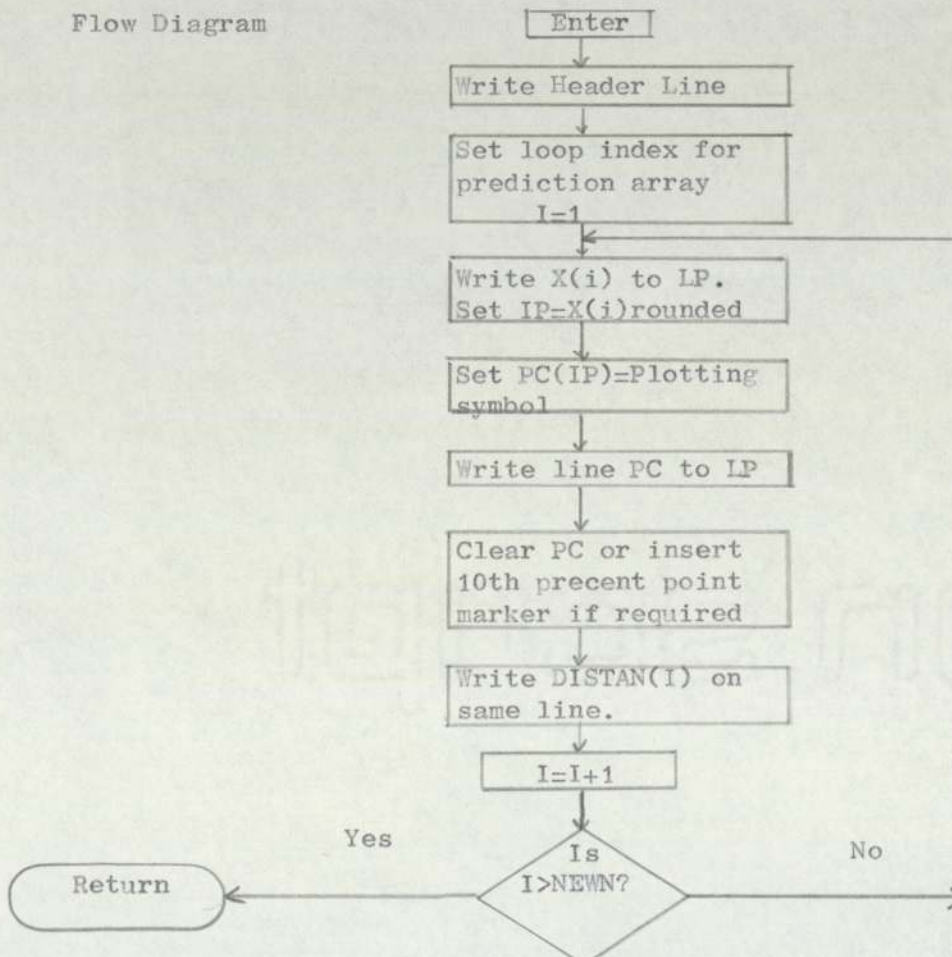 Flow Diagram
Enter
Write Header Line
Set loop index for
prediction array
I=1
Write X(i) to LP.
Set IP=X(i)rounded
Set PC(IP)=Plotting
symbol
Write line PC to LP
Clear PC or insert
10th precent point
marker if required
Write DISTAN(I) on
same line.
I=I+1
Yes
Is
I>NEWN?
No
Return